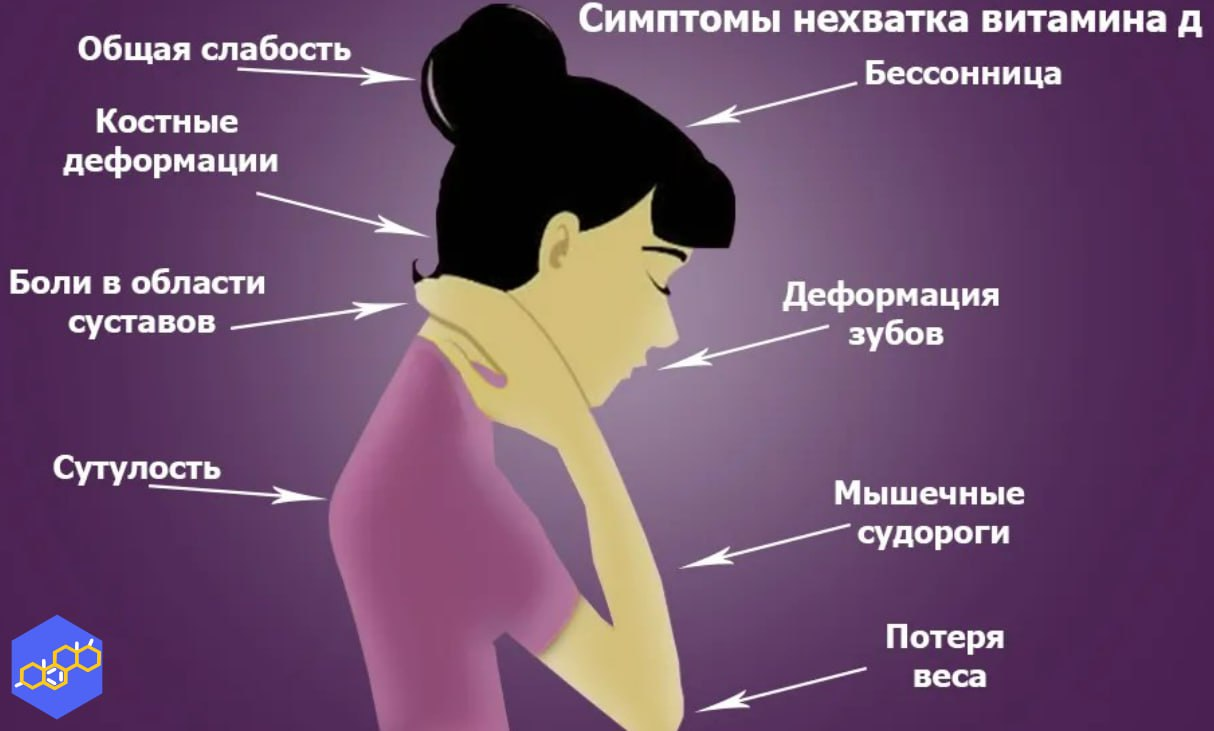 Симптомы нехватка витамина д
Общая слабость
Бессонница
Костные
деформации
Боли в области
суставов
Деформация
зубов
Сутулость
Мышечные
судороги
Потеря
веса